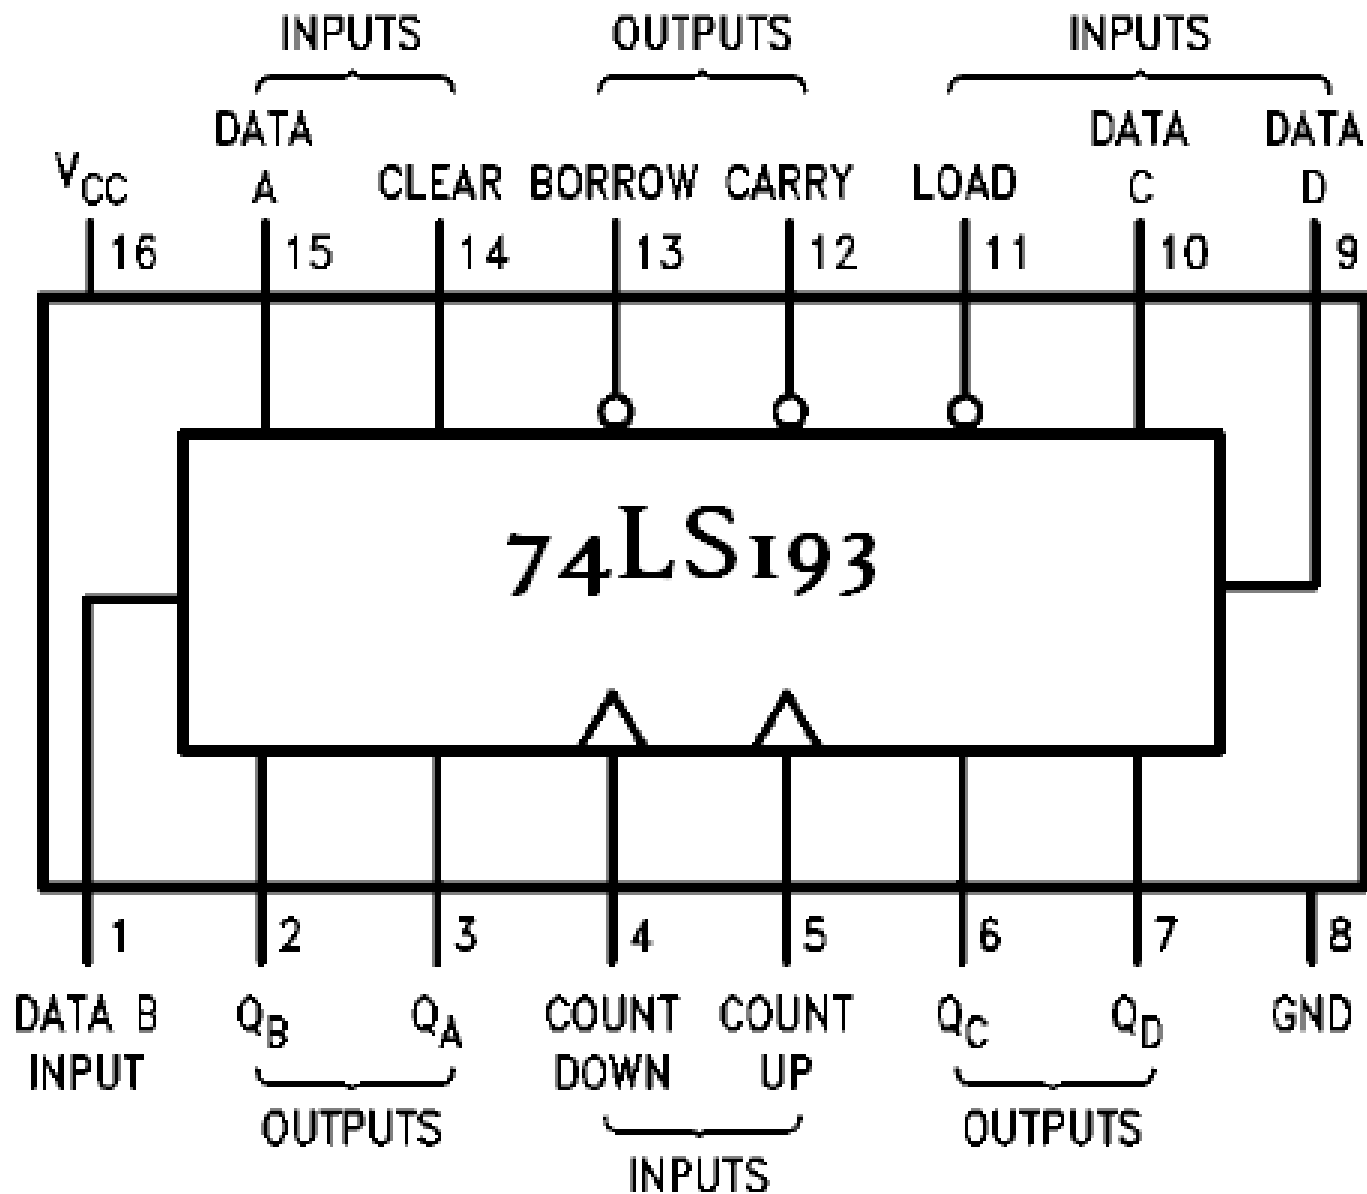 INPUTS OUTPUTS INPUTS
DATA DATA DATA
VCC A CLEAR BORROW CARRY LOAD C D
16 15 14 13 12 11 10 9
74LS193
1 2 3 4 5 6 7 8
DATA B QB QA COUNT COUNT QC QD GND
INPUT DOWN UP
OUTPUTS OUTPUTS
INPUTS